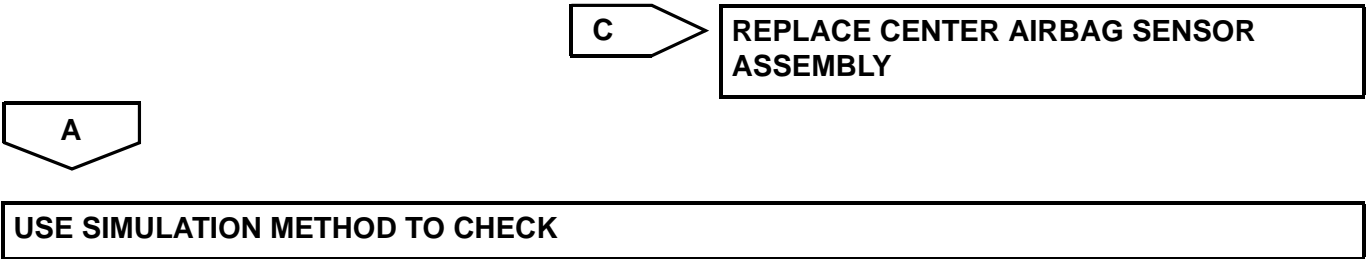 C
REPLACE CENTER AIRBAG SENSOR
ASSEMBLY
A
USE SIMULATION METHOD TO CHECK